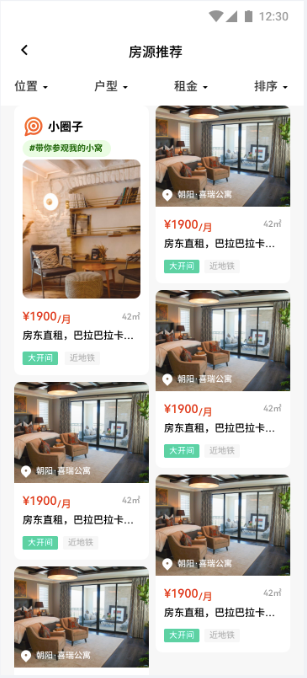 12:30
房源推荐
位置
户型
租金
排序
小圈子
#带你参观我的小窝
¥1900/月
42㎡
房东直租，巴拉巴拉卡...
大开间
近地铁
朝阳·喜瑞公寓
¥1900/月
42㎡
房东直租，巴拉巴拉卡...
大开间
近地铁
朝阳·喜瑞公寓
朝阳·喜瑞公寓
¥1900/月
42㎡
房东直租，巴拉巴拉卡...
大开间
近地铁
朝阳·喜瑞公寓
¥1900/月
42㎡
房东直租，巴拉巴拉卡...
大开间
近地铁
朝阳·喜瑞公寓
¥1900/月
42㎡
房东直租，巴拉巴拉卡...
大开间
近地铁